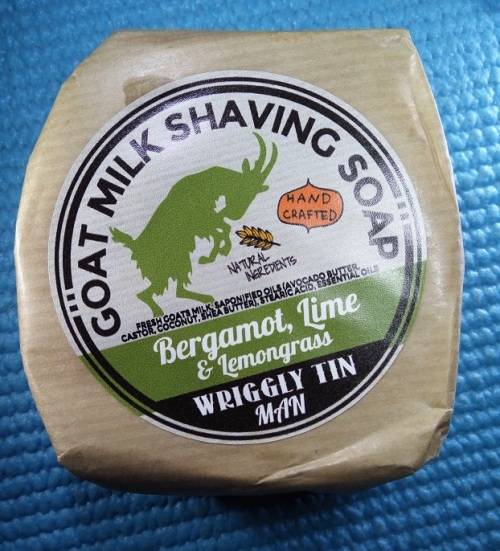 GOAT MILK SHAVING SOAP
HAND
CRAFTED
NATURAL
INGREDIENTS
FRESH GOATS MILK, SAPONIFIED OILS (AVOCADO BUTTER,
CASTOR, COCONUT, SHEA BUTTER), STEARIC ACID, ESSENTIAL OILS
Bergamot, Lime
& Lemongrass
WRIGGLY TIN
MAN